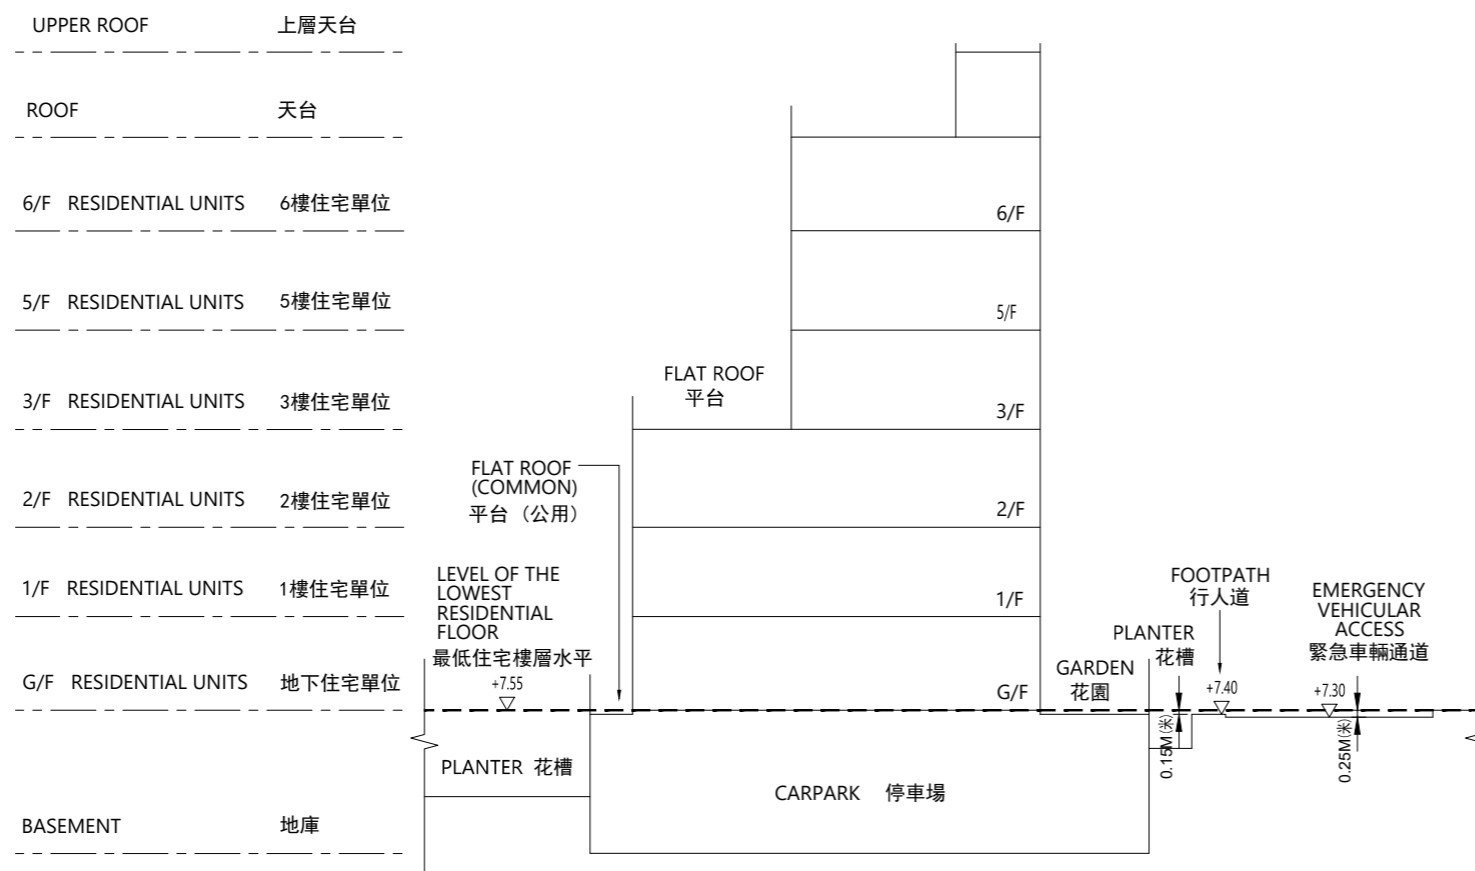 UPPER ROOF 上層天台
ROOF 天台
6/F RESIDENTIAL UNITS 6樓住宅單位
5/F RESIDENTIAL UNITS 5樓住宅單位
3/F RESIDENTIAL UNITS 3樓住宅單位
2/F RESIDENTIAL UNITS 2樓住宅單位
1/F RESIDENTIAL UNITS 1樓住宅單位
G/F RESIDENTIAL UNITS 地下住宅單位
BASEMENT 地庫
6/F
5/F
3/F
2/F
1/F
G/F
FLAT ROOF
平台
FLAT ROOF
(COMMON)
平台（公用）
LEVEL OF THE
LOWEST
RESIDENTIAL
FLOOR
最低住宅樓層水平
+7.55
PLANTER 花槽
CARPARK 停車場
GARDEN
花園
PLANTER
花槽
FOOTPATH
行人道
+7.40
EMERGENCY
VEHICULAR
ACCESS
緊急車輛通道
+7.30
0.15M(米)
0.25M(米)